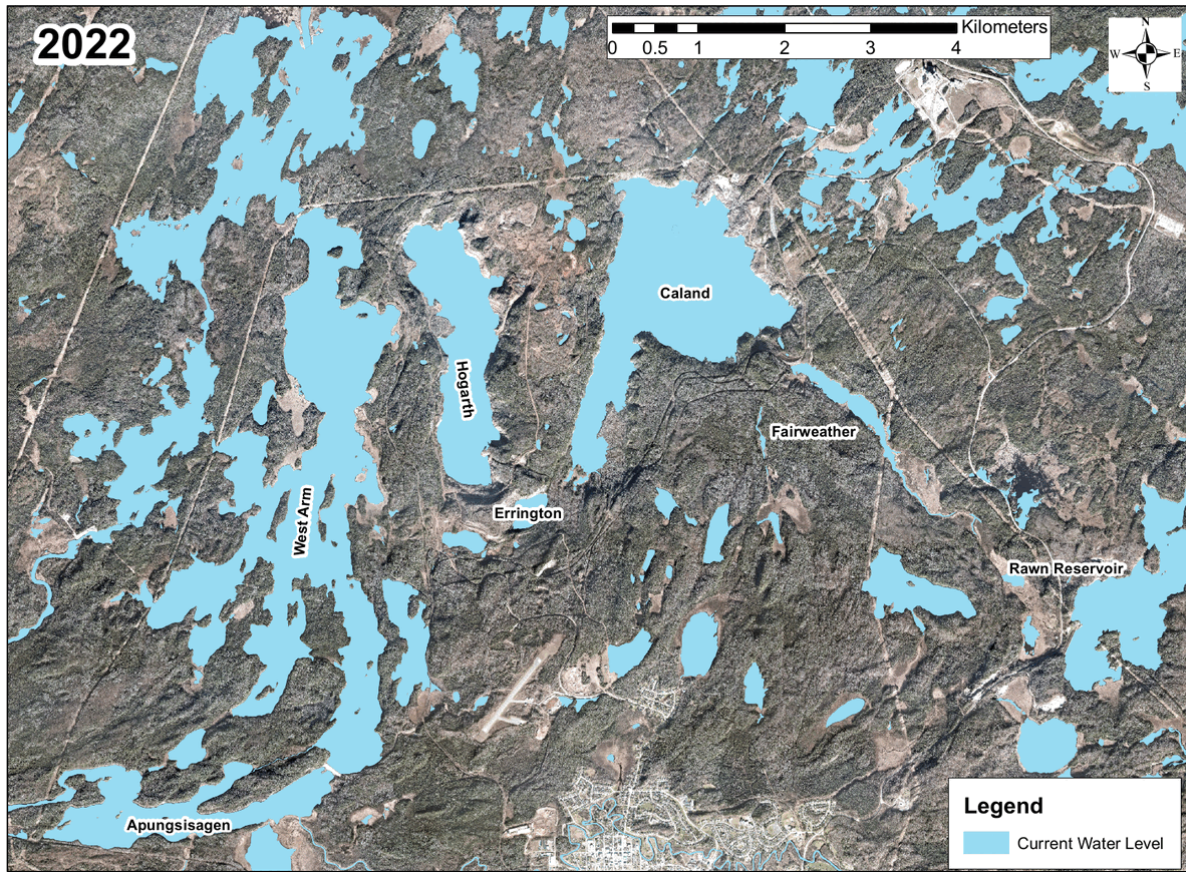 2022
Kilometers
0 0.5 1 2 3 4
N
W E
S
Caland
Hogarth
Fairweather
West Arm
Errington
Rawn Reservoir
Apungsisagen
Legend
Current Water Level